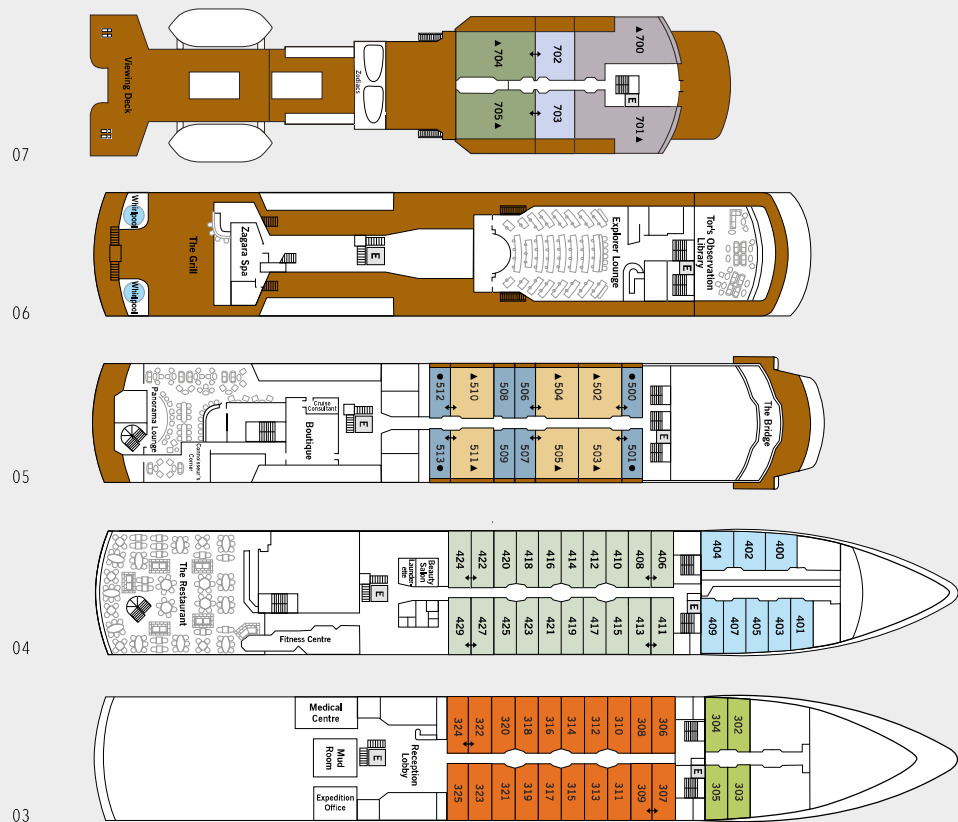 07
Viewing Deck
Zodiacs
704
702
700
705
703
701
E
06
Whirlpool
Whirlpool
The Grill
Zagara Spa
E
Explorer Lounge
E
Tor's Observation
Library
05
Panorama Lounge
Connoisseur's
Corner
Cruise
Consultant
Boutique
E
512
510
508
506
504
502
500
513
511
509
507
505
503
501
E
The Bridge
04
The Restaurant
Fitness Centre
E
Beauty
Salon
Launder
ette
424
422
420
418
416
414
412
410
408
406
429
427
425
423
421
419
417
415
413
411
E
404
402
400
409
407
405
403
401
03
Medical
Centre
Mud
Room
Expedition
Office
E
Reception
Lobby
324
322
320
318
316
314
312
310
308
306
325
323
321
319
317
315
313
311
309
307
E
304
302
305
303